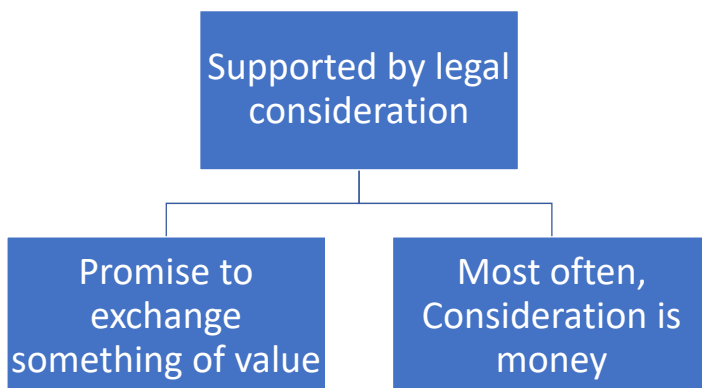 Supported by legal
consideration
Promise to
exchange
something of value
Most often,
Consideration is
money